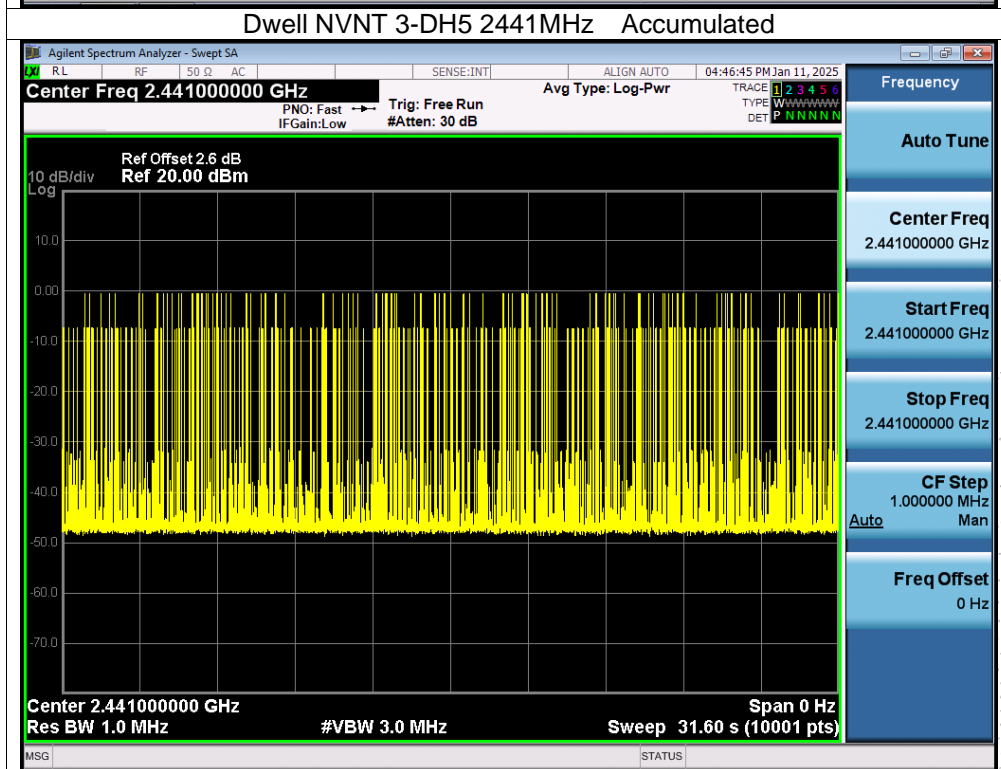 Dwell NVNT 3-DH5 2441MHz Accumulated
Agilent Spectrum Analyzer - Swept SA
LXI RL RF 50 Ω AC SENSE:INT ALIGN AUTO 04:46:45 PM Jan 11, 2025
Center Freq 2.441000000 GHz
PNO: Fast
IFGain:Low
Trig: Free Run
#Atten: 30 dB
Avg Type: Log-Pwr
TRACE 1 2 3 4 5 6
TYPE WWWWWWW
DET P N N N N N
Ref Offset 2.6 dB
10 dB/div Ref 20.00 dBm
Log
10.0
0.00
-10.0
-20.0
-30.0
-40.0
-50.0
-60.0
-70.0
Center 2.441000000 GHz Span 0 Hz
Res BW 1.0 MHz #VBW 3.0 MHz Sweep 31.60 s (10001 pts)
MSG STATUS
Frequency
Auto Tune
Center Freq
2.441000000 GHz
Start Freq
2.441000000 GHz
Stop Freq
2.441000000 GHz
CF Step
1.000000 MHz
Auto Man
Freq Offset
0 Hz